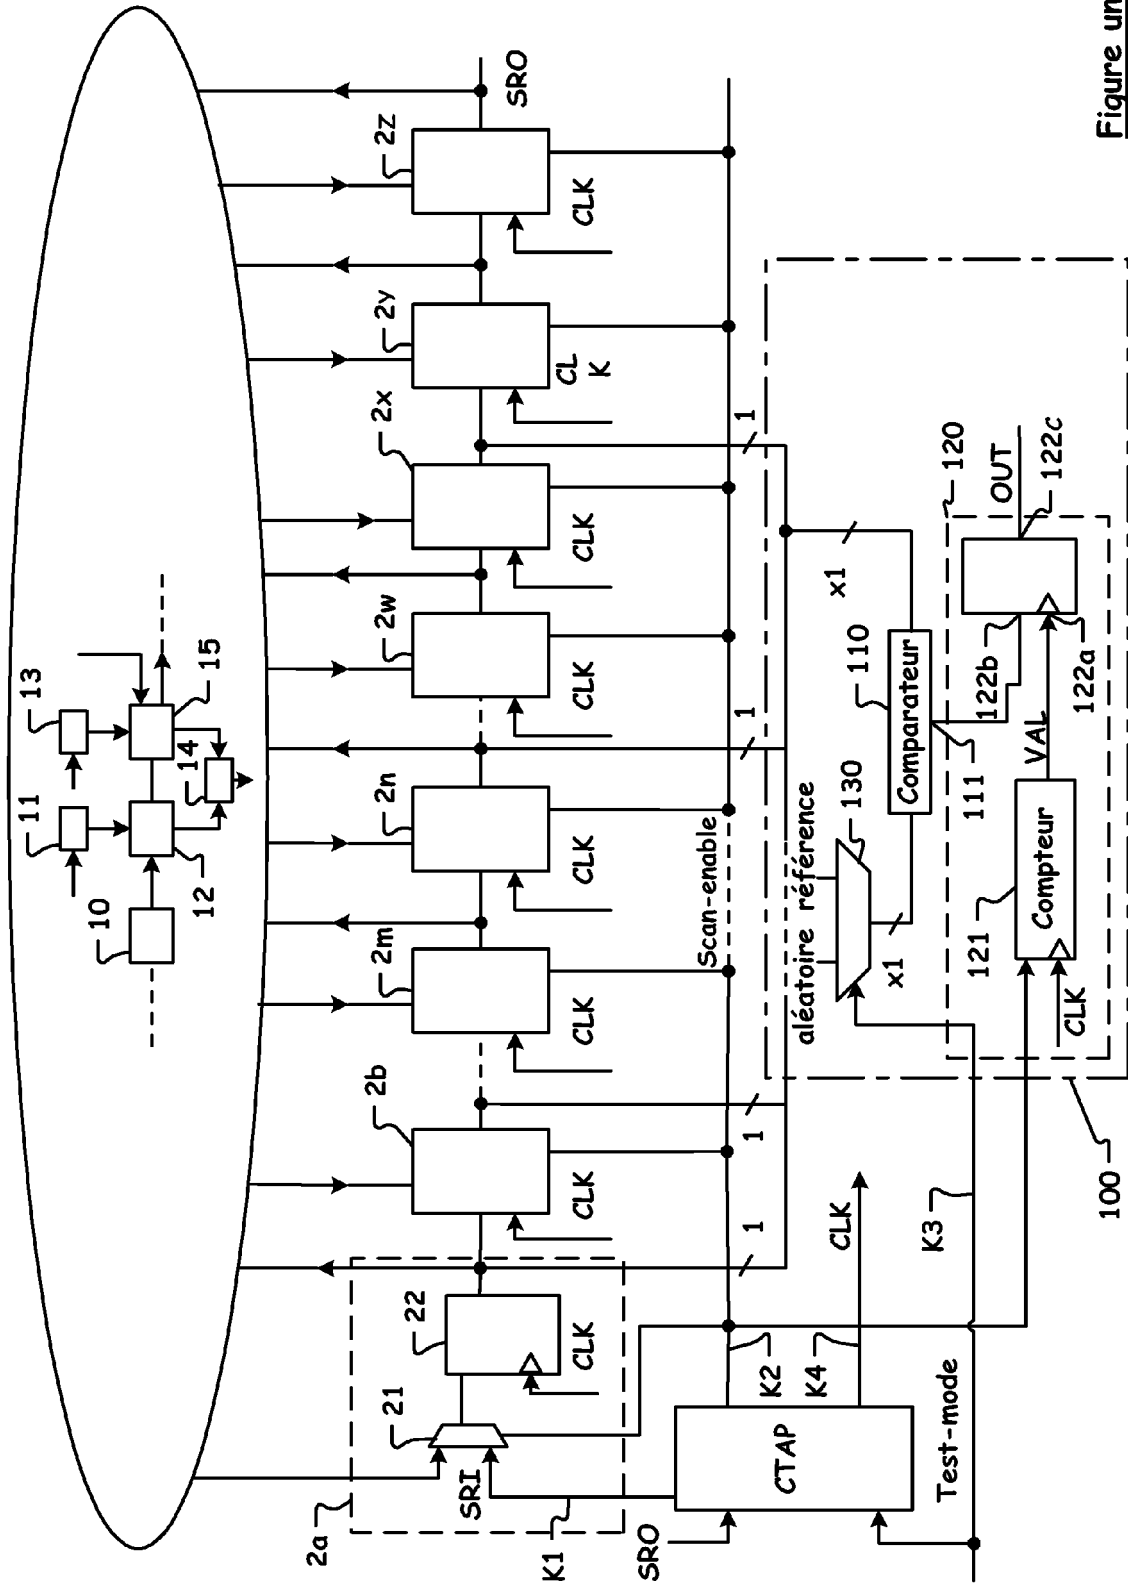 13
11
15
14
12
10
2z
SRO
2y
2x
2w
2n
2m
2b
2a
CLK
CL
K
CLK
CLK
CLK
CLK
CLK
CLK
22
21
SRI
K1
SRO
CTAP
K2
K4
CLK
K3
Test-mode
Scan-enable
1
1
1
1
aléatoire référence
130
x1
x1
110
Comparateur
111
120
OUT
122c
122b
122a
VAL
121
Compteur
CLK
100
Figure un